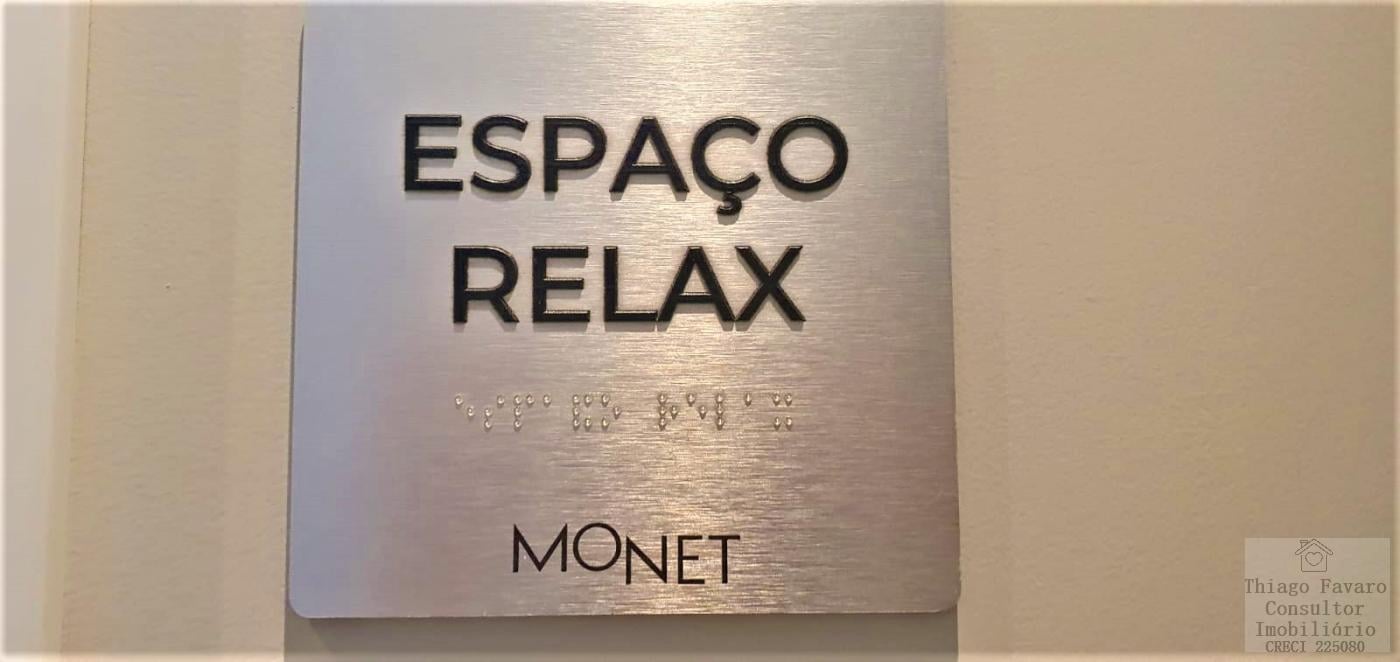 ESPAÇO
RELAX
MONET
Thiago Favaro
Consultor
Imobiliário
CRECI 225080